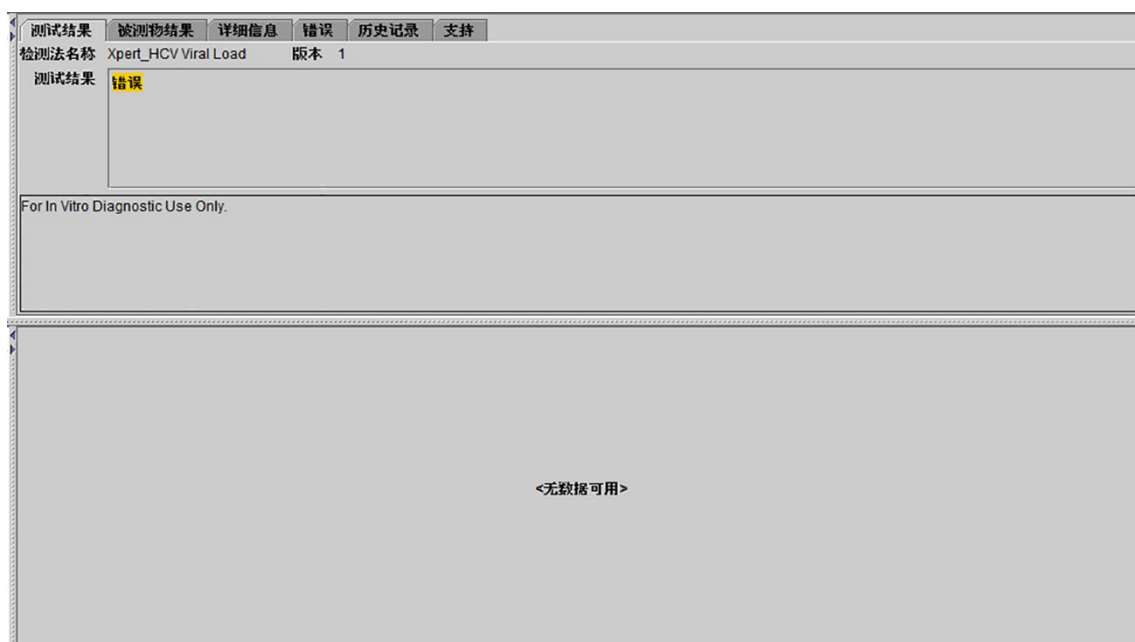 测试结果 被测物结果 详细信息 错误 历史记录 支持
检测法名称 Xpert_HCV Viral Load 版本 1
测试结果 错误
For In Vitro Diagnostic Use Only.
<无数据可用>